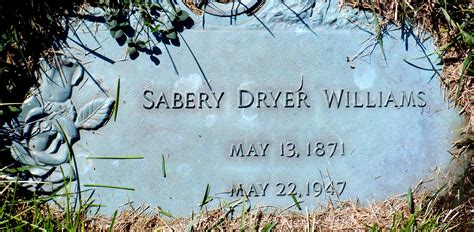 SABERY DRYER WILLIAMS
MAY 13, 1871
MAY 22, 1947